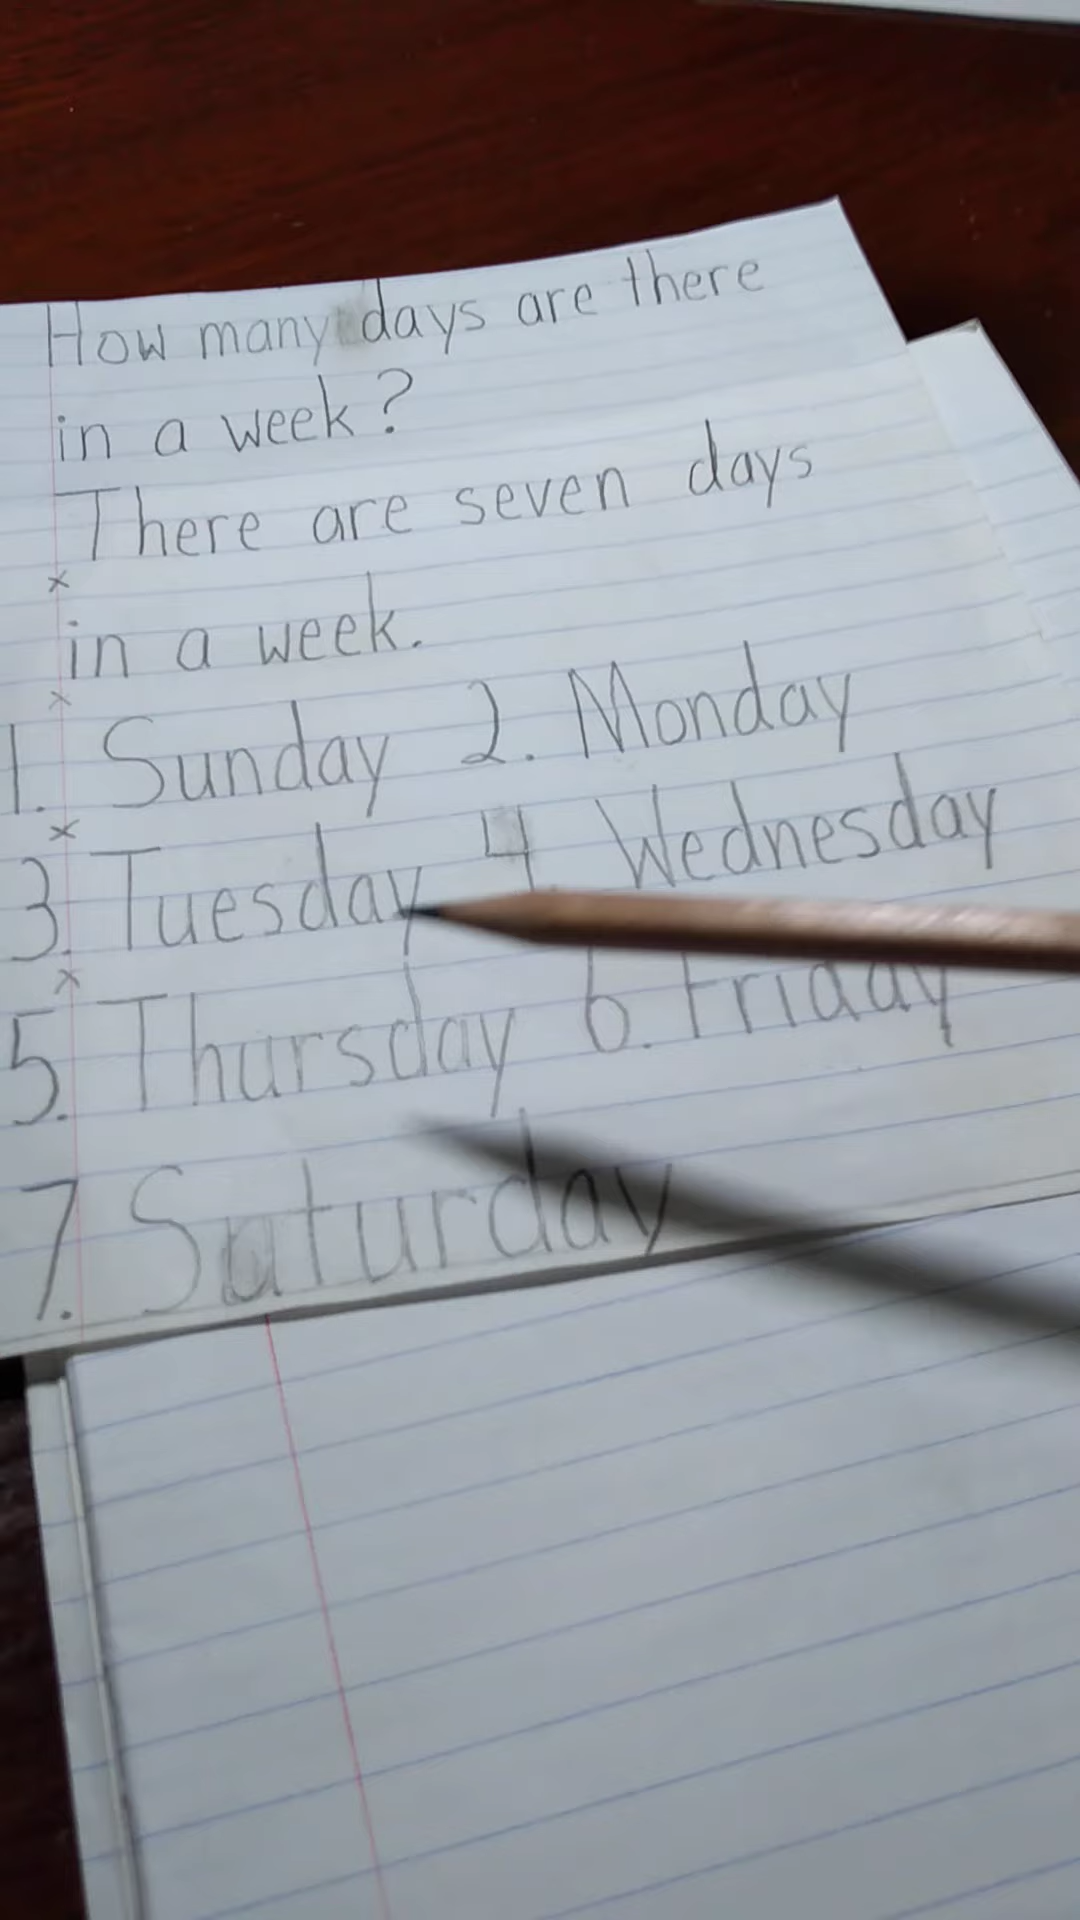 How many days are there
in a week?
There are seven days
in a week.
1. Sunday 2. Monday
3. Tuesday 4 Wednesday
5. Thursday 6. Friday
7. Saturday